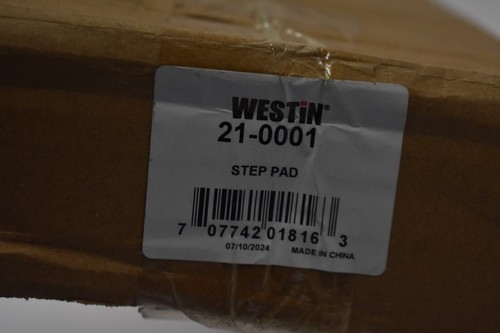 WESTiN®
21-0001
STEP PAD
7 07742 01816 3
07/10/2024 MADE IN CHINA